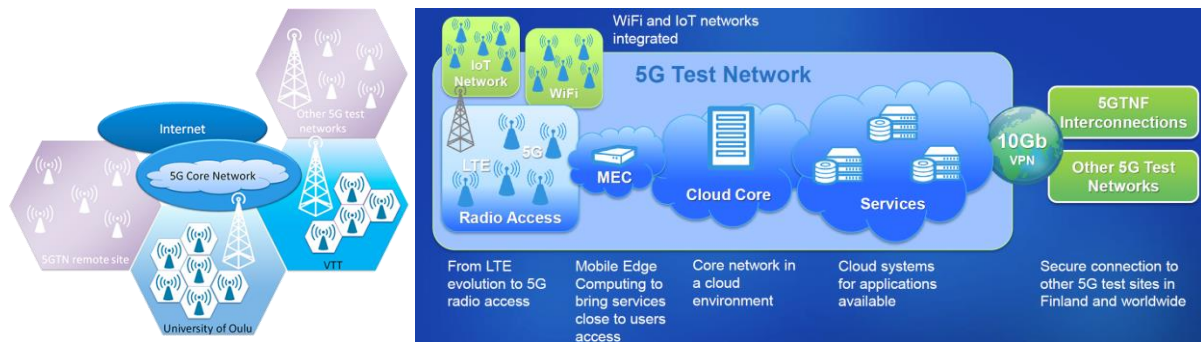 Other 5G test
networks
Internet
5G Core Network
5GTN remote site
VTT
University of Oulu
WiFi and IoT networks
integrated
IoT
Network
WiFi
5G Test Network
5G
LTE
Radio Access
MEC
Cloud Core
Services
10Gb
VPN
5GTNF
Interconnections
Other 5G Test
Networks
From LTE
evolution to 5G
radio access
Mobile Edge
Computing to
bring services
close to users
access
Core network in
a cloud
environment
Cloud systems
for applications
available
Secure connection to
other 5G test sites in
Finland and worldwide